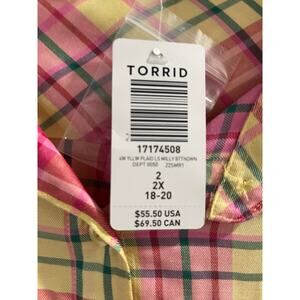 TORRID
17174508
YLLW PLAID LS MILLY BTTNDWN
DEPT 0050 22SMR1
2
2X
18-20
$55.50 USA
$69.50 CAN